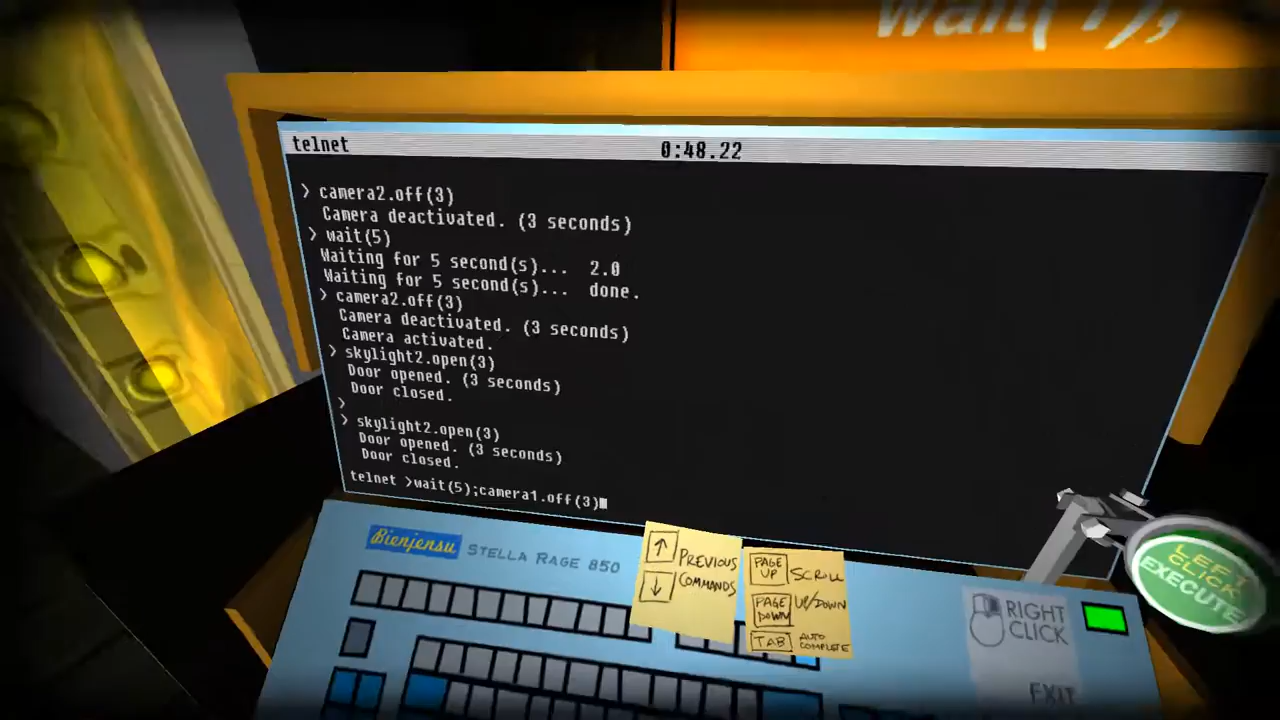 wait(1);
telnet
0:48.22
> camera2.off(3)
Camera deactivated. (3 seconds)
> wait(5)
Waiting for 5 second(s)... 2.0
Waiting for 5 second(s)... done.
> camera2.off(3)
Camera deactivated. (3 seconds)
Camera activated.
> skylight2.open(3)
Door opened. (3 seconds)
Door closed.
>
> skylight2.open(3)
Door opened. (3 seconds)
Door closed.
telnet >wait(5);camera1.off(3)
Bienjensu STELLA RAGE 850
↑ PREVIOUS
↓ COMMANDS
PAGE UP SCROLL
PAGE DOWN UP/DOWN
TAB AUTO COMPLETE
RIGHT
CLICK
EXIT
LEFT
CLICK
EXECUTE